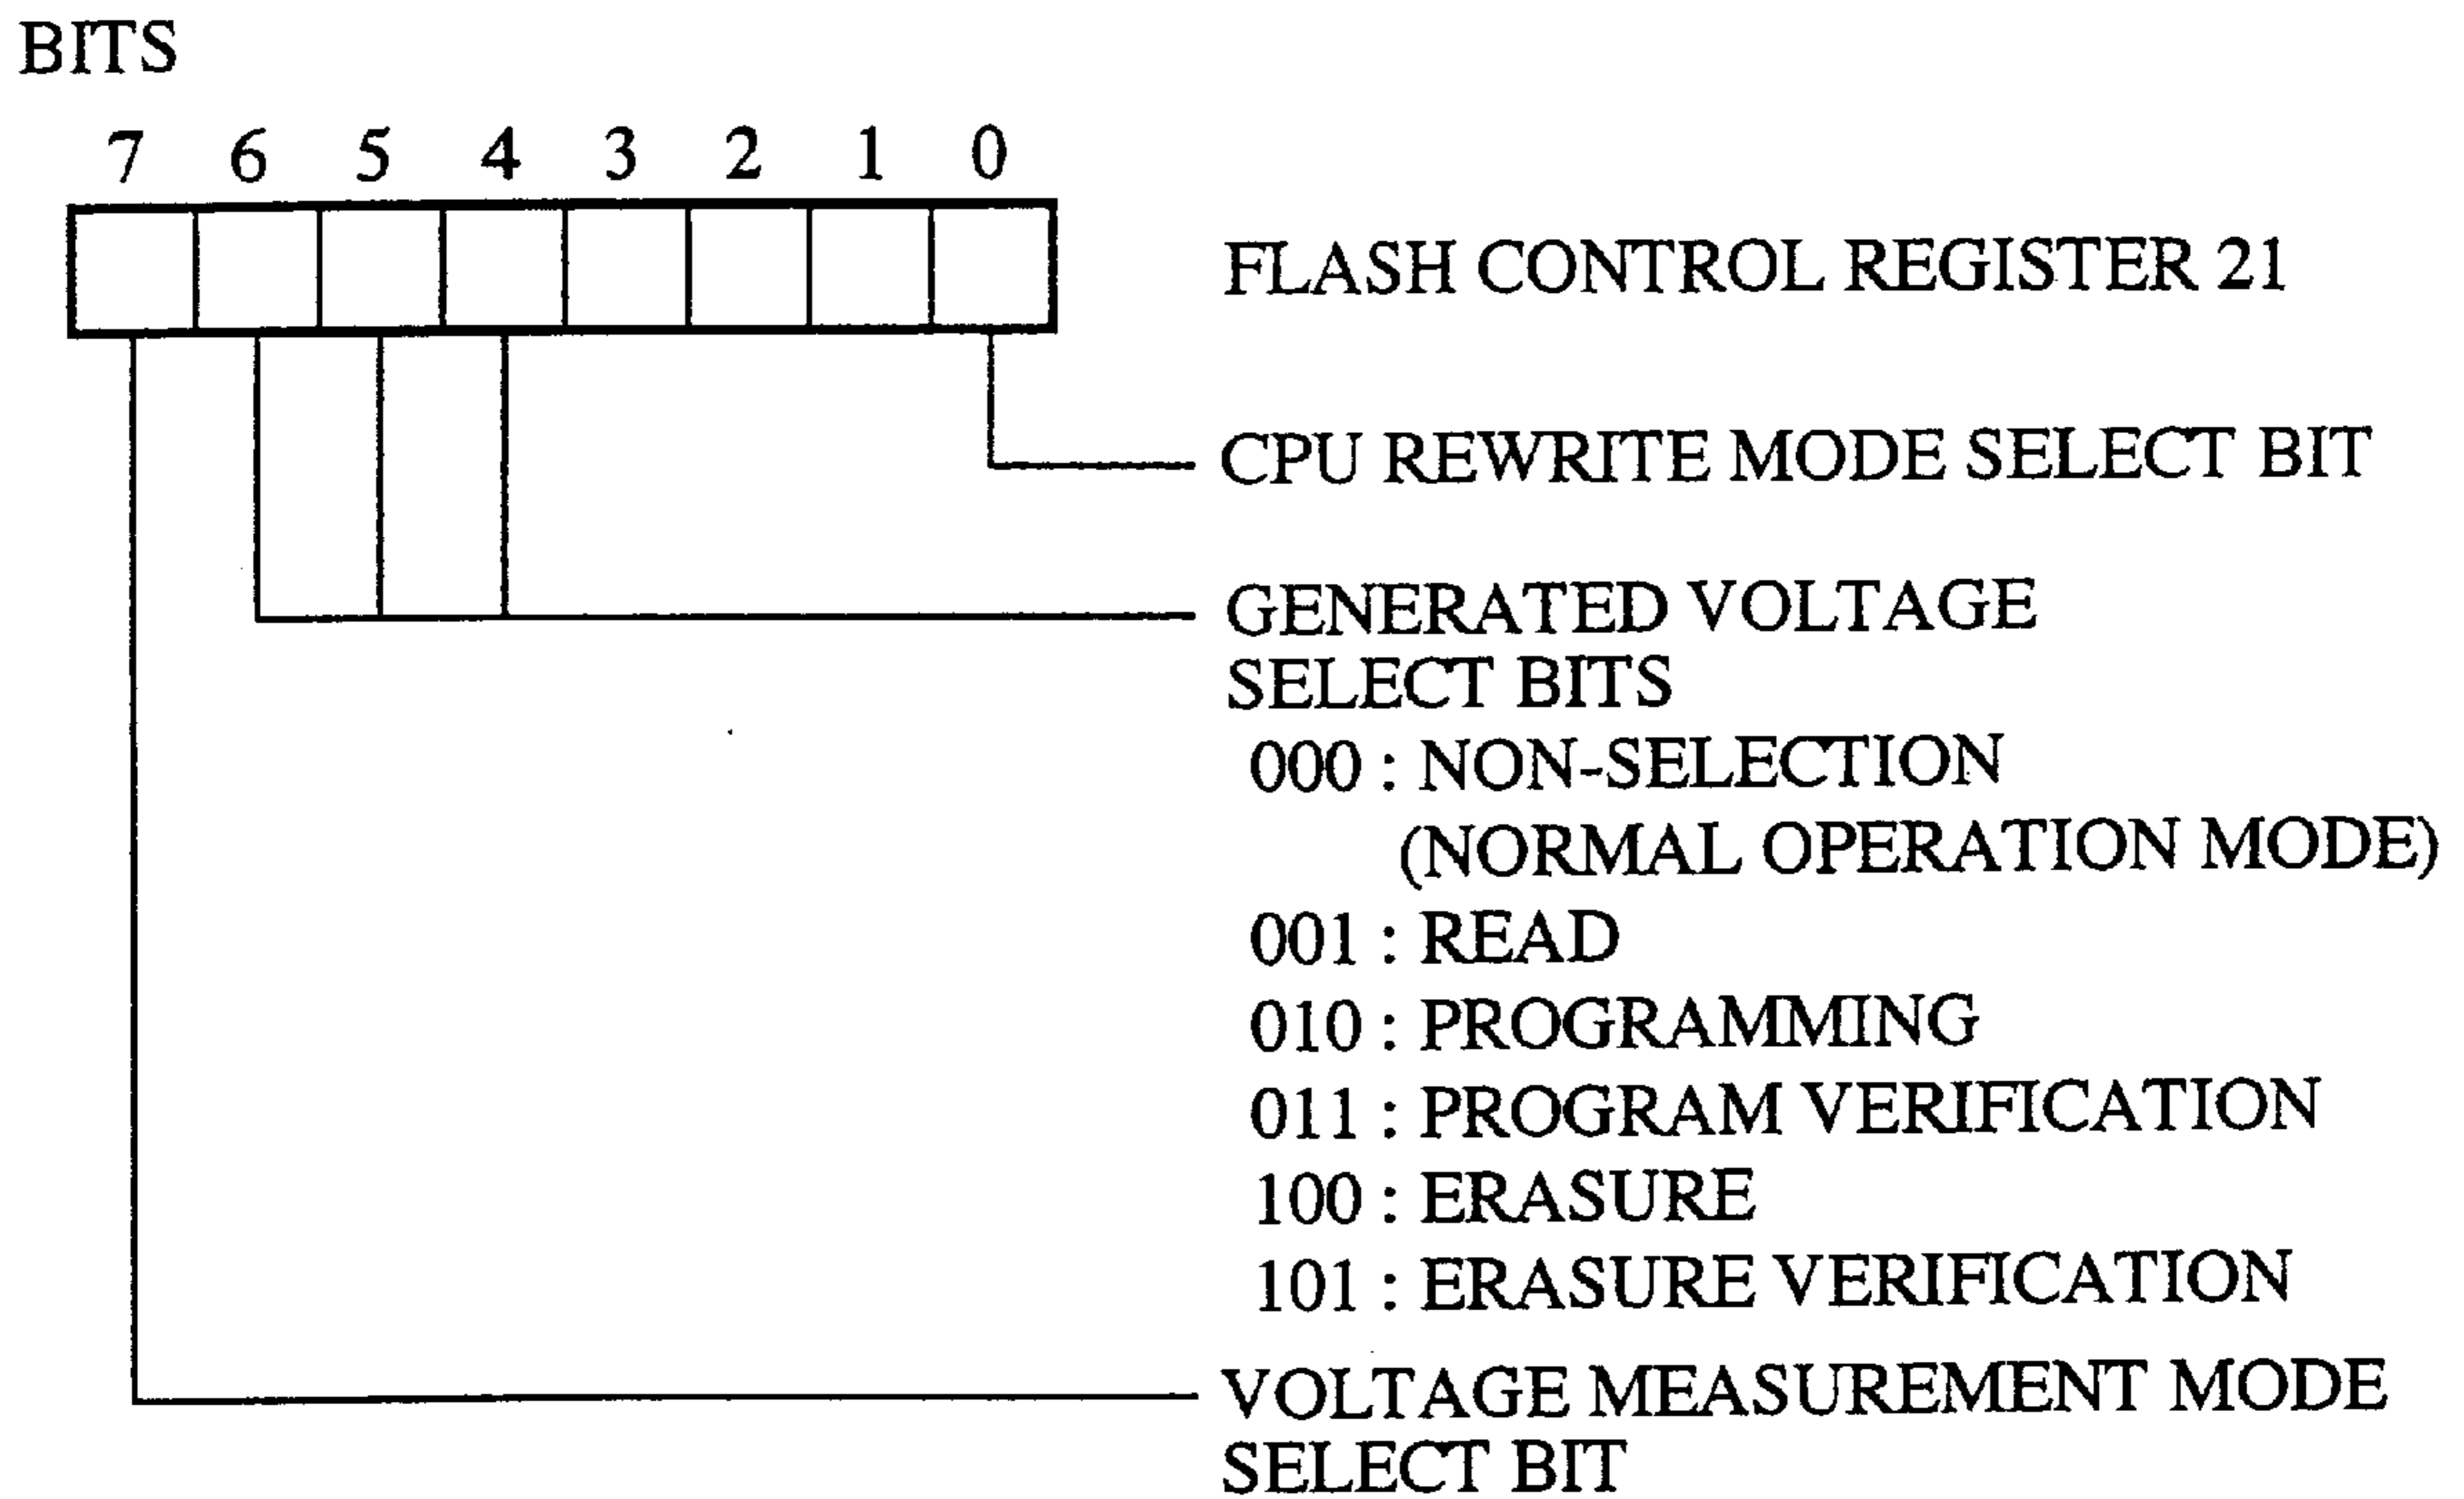 BITS
7 6 5 4 3 2 1 0
FLASH CONTROL REGISTER 21
CPU REWRITE MODE SELECT BIT
GENERATED VOLTAGE
SELECT BITS
000 : NON-SELECTION
(NORMAL OPERATION MODE)
001 : READ
010 : PROGRAMMING
011 : PROGRAM VERIFICATION
100 : ERASURE
101 : ERASURE VERIFICATION
VOLTAGE MEASUREMENT MODE
SELECT BIT